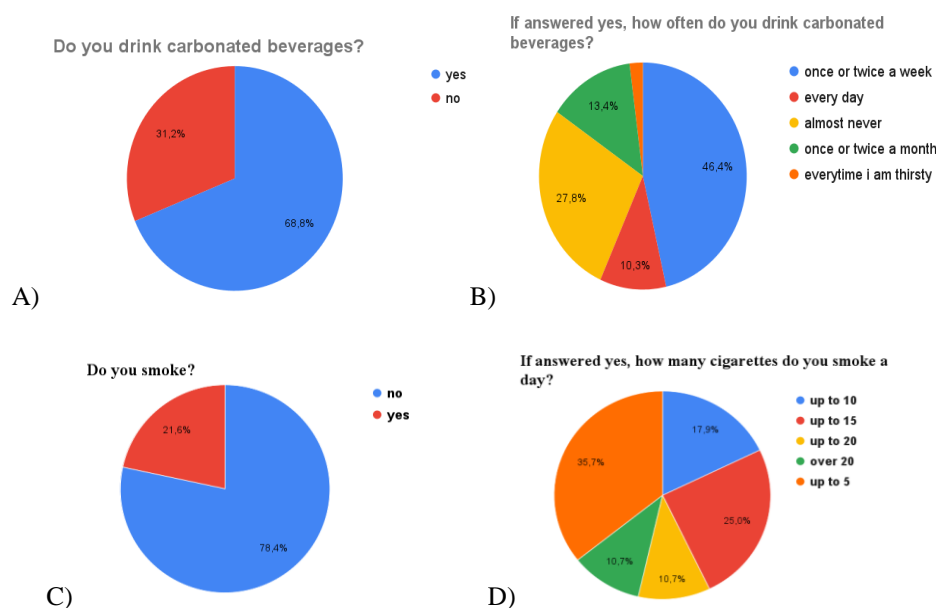 Do you drink carbonated beverages?
yes
no
31,2%
68,8%
A)
If answered yes, how often do you drink carbonated
beverages?
once or twice a week
every day
almost never
once or twice a month
everytime i am thirsty
13,4%
46,4%
27,8%
10,3%
B)
Do you smoke?
no
yes
21,6%
78,4%
C)
If answered yes, how many cigarettes do you smoke a
day?
up to 10
up to 15
up to 20
over 20
up to 5
17,9%
35,7%
25,0%
10,7%
10,7%
D)